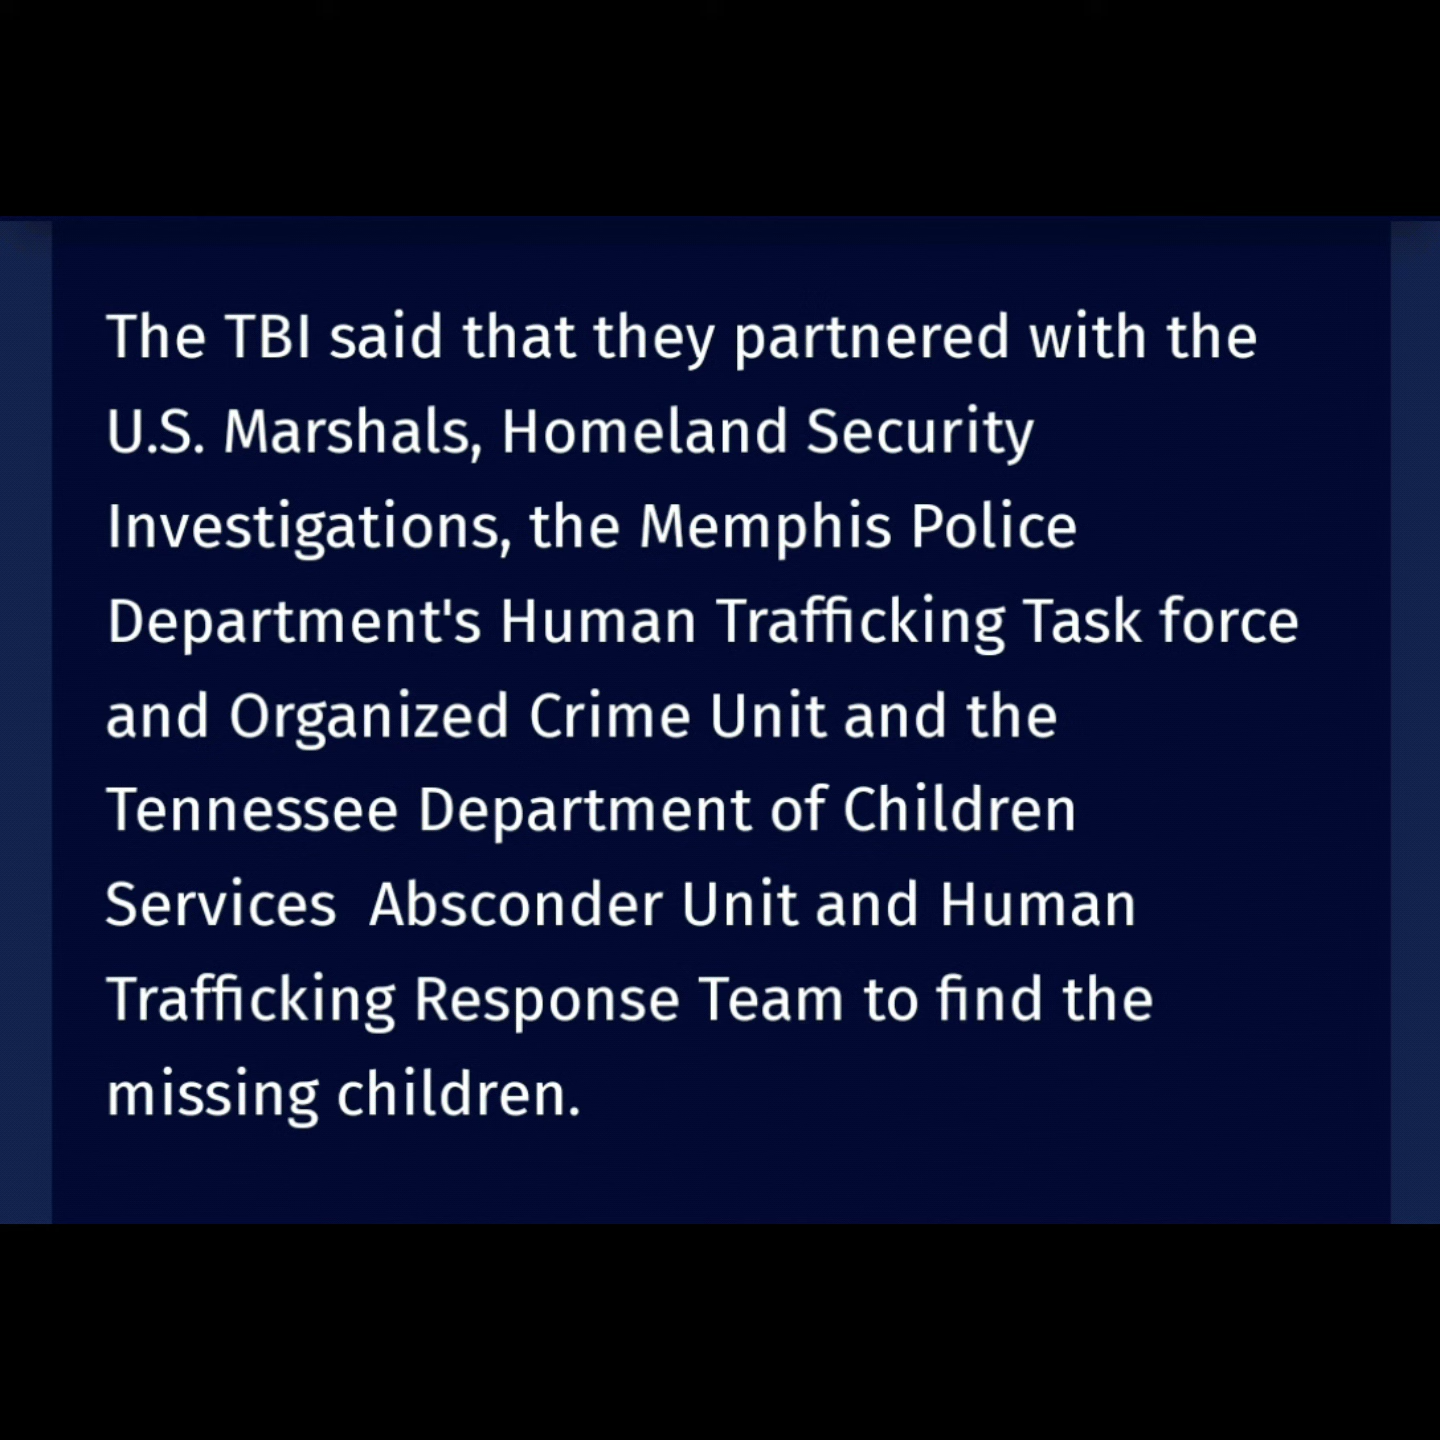 The TBI said that they partnered with the
U.S. Marshals, Homeland Security
Investigations, the Memphis Police
Department's Human Trafficking Task force
and Organized Crime Unit and the
Tennessee Department of Children
Services  Absconder Unit and Human
Trafficking Response Team to find the
missing children.